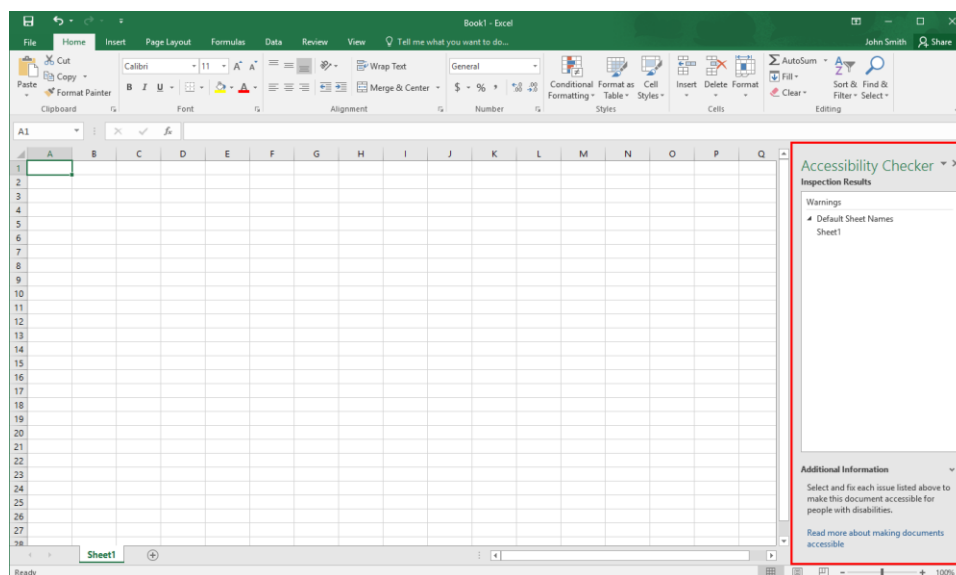 Book1 - Excel
File Home Insert Page Layout Formulas Data Review View Tell me what you want to do... John Smith Share
Paste
Cut
Copy
Format Painter
Clipboard
Calibri 11 A A
B I U A
Font
Wrap Text
Merge & Center
Alignment
General
$ % , .0 .00
Number
Conditional Formatting
Format as Table
Cell Styles
Styles
Insert Delete Format
Cells
AutoSum
Fill
Clear
Sort & Filter
Find & Select
Editing
A1 fx
A B C D E F G H I J K L M N O P Q
1
2
3
4
5
6
7
8
9
10
11
12
13
14
15
16
17
18
19
20
21
22
23
24
25
26
27
28
Accessibility Checker
Inspection Results
Warnings
Default Sheet Names
Sheet1
Additional Information
Select and fix each issue listed above to
make this document accessible for
people with disabilities.
Read more about making documents
accessible
Sheet1
Ready 100%